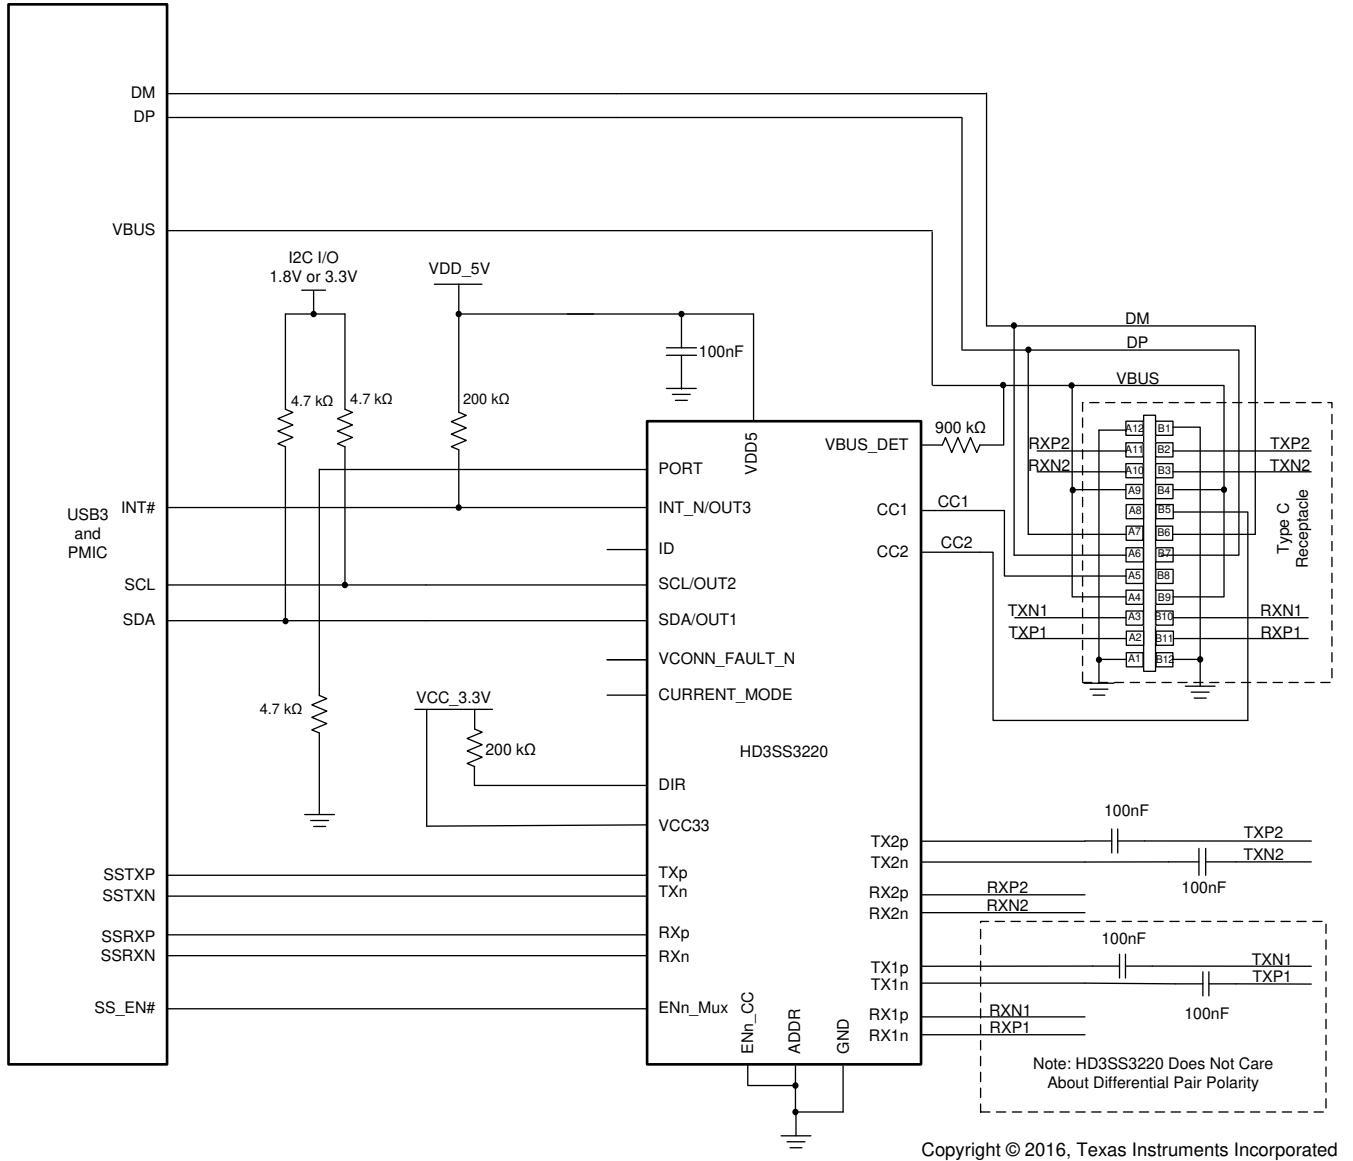 DM
DP
VBUS
I2C I/O
1.8V or 3.3V
VDD_5V
100nF
4.7 kΩ
4.7 kΩ
200 kΩ
USB3
and
PMIC
INT#
SCL
SDA
4.7 kΩ
VCC_3.3V
200 kΩ
SSTXP
SSTXN
SSRXP
SSRXN
SS_EN#
VDD5
PORT
INT_N/OUT3
ID
SCL/OUT2
SDA/OUT1
VCONN_FAULT_N
CURRENT_MODE
HD3SS3220
DIR
VCC33
TXp
TXn
RXp
RXn
ENn_Mux
ENn_CC
ADDR
GND
VBUS_DET
CC1
CC2
TX2p
TX2n
RX2p
RX2n
TX1p
TX1n
RX1p
RX1n
900 kΩ
CC1
CC2
DM
DP
VBUS
RXP2
RXN2
TXN1
TXP1
A12 B1
A11 B2
A10 B3
A9 B4
A8 B5
A7 B6
A6 B7
A5 B8
A4 B9
A3 B10
A2 B11
A1 B12
TXP2
TXN2
RXN1
RXP1
Type C
Receptacle
100nF
TXP2
TXN2
100nF
RXP2
RXN2
100nF
TXN1
TXP1
100nF
RXN1
RXP1
Note: HD3SS3220 Does Not Care
About Differential Pair Polarity
Copyright © 2016, Texas Instruments Incorporated